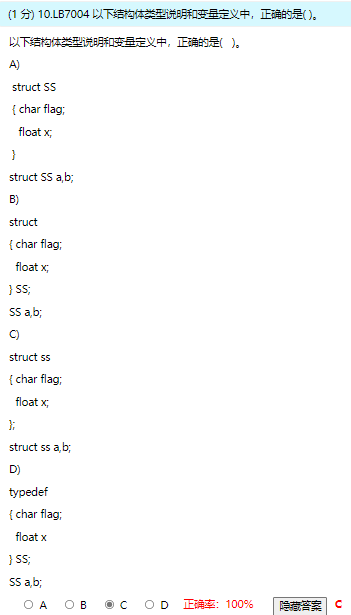 (1 分) 10.LB7004 以下结构体类型说明和变量定义中，正确的是( )。
以下结构体类型说明和变量定义中，正确的是(   )。
A)
struct SS
{ char flag;
float x;
}
struct SS a,b;
B)
struct
{ char flag;
float x;
} SS;
SS a,b;
C)
struct ss
{ char flag;
float x;
};
struct ss a,b;
D)
typedef
{ char flag;
float x
} SS;
SS a,b;
A B C D 正确率：100% 隐藏答案 C